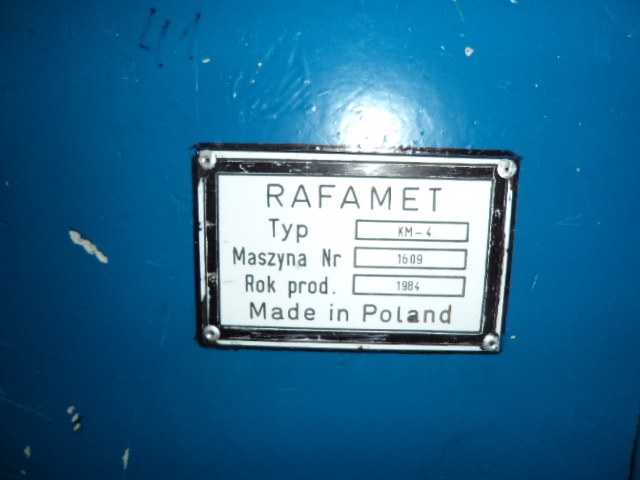 RAFAMET
Typ KM-4
Maszyna Nr 1609
Rok prod. 1984
Made in Poland